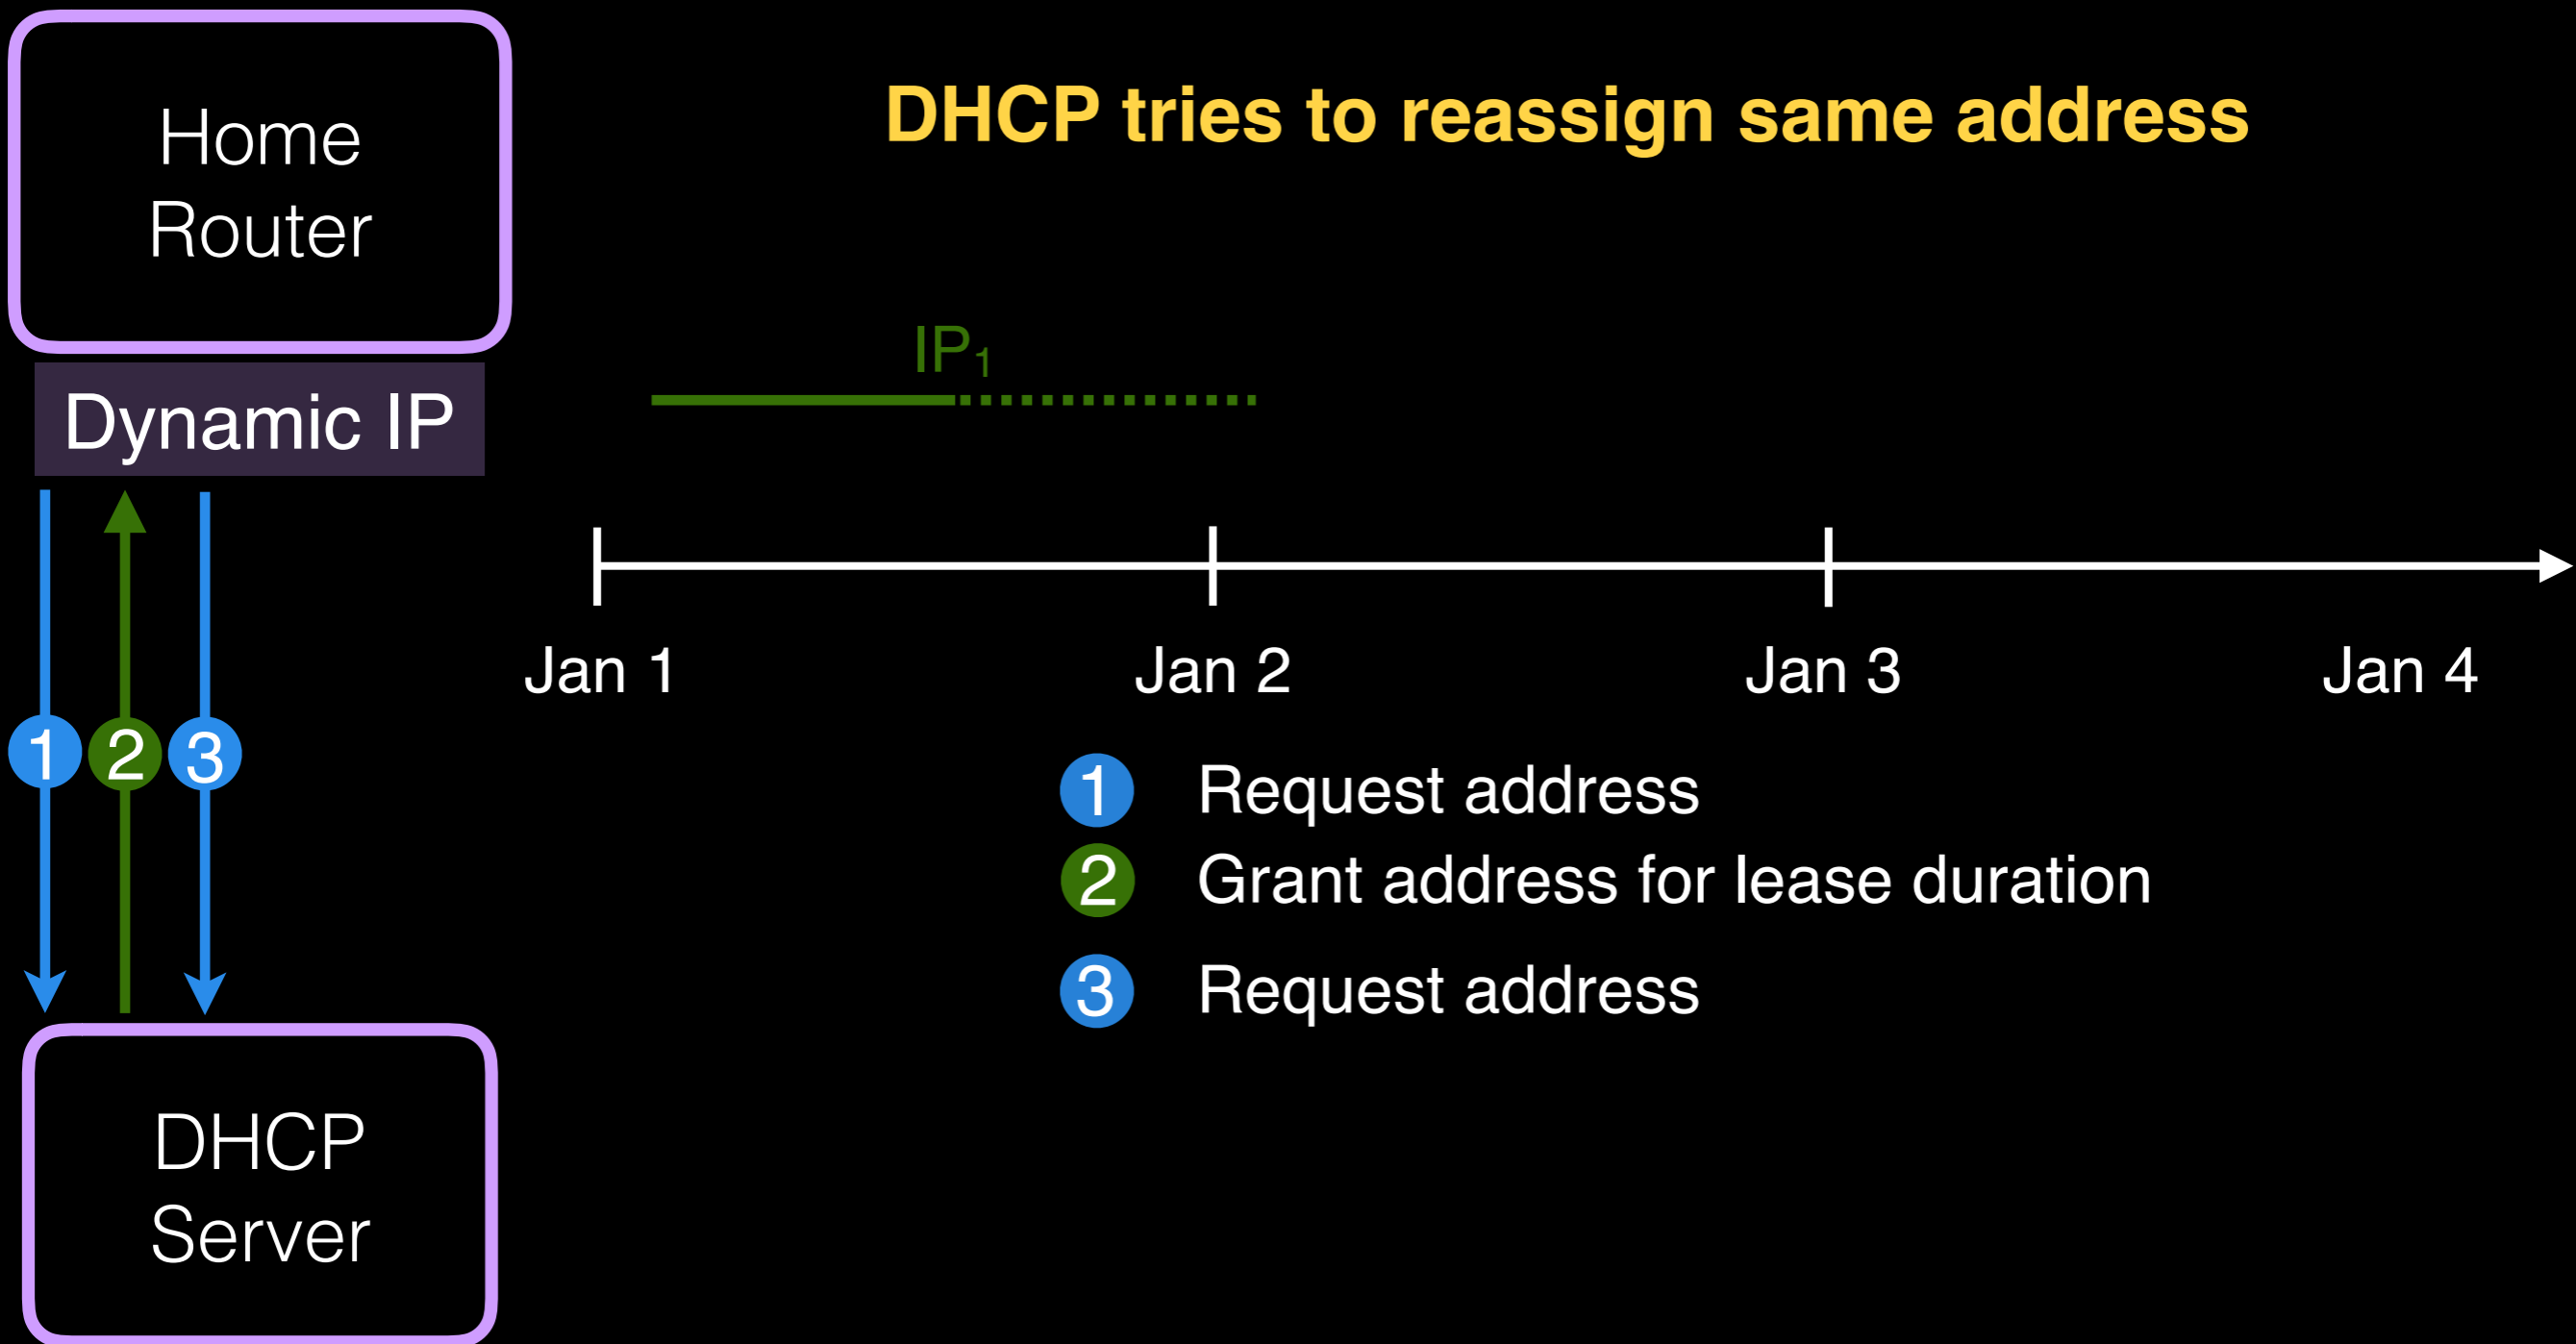 DHCP tries to reassign same address
Home
Router
Dynamic IP
IP₁
Jan 1
Jan 2
Jan 3
Jan 4
1
2
3
1 Request address
2 Grant address for lease duration
3 Request address
DHCP
Server